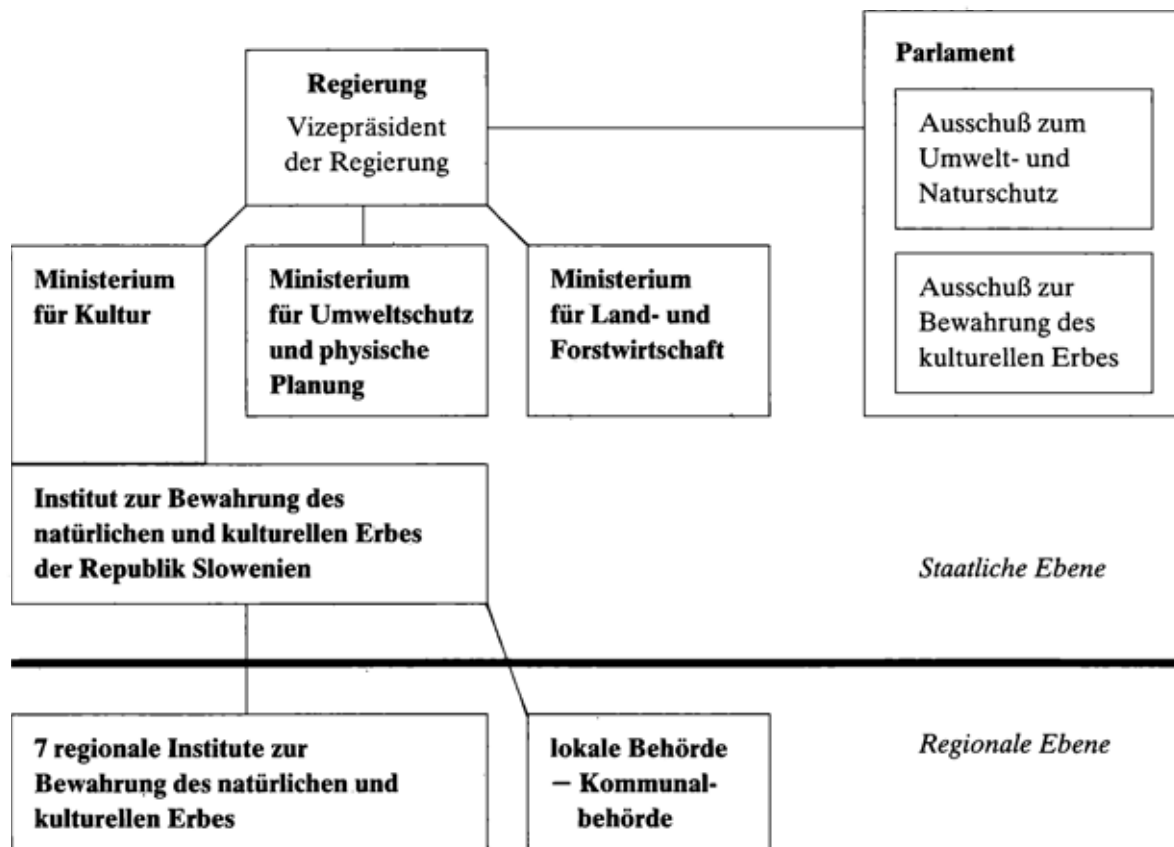 Regierung
Vizepräsident
der Regierung
Parlament
Ausschuß zum
Umwelt- und
Naturschutz
Ausschuß zur
Bewahrung des
kulturellen Erbes
Ministerium
für Kultur
Ministerium
für Umweltschutz
und physische
Planung
Ministerium
für Land- und
Forstwirtschaft
Institut zur Bewahrung des
natürlichen und kulturellen Erbes
der Republik Slowenien
Staatliche Ebene
7 regionale Institute zur
Bewahrung des natürlichen und
kulturellen Erbes
lokale Behörde
– Kommunal-
behörde
Regionale Ebene